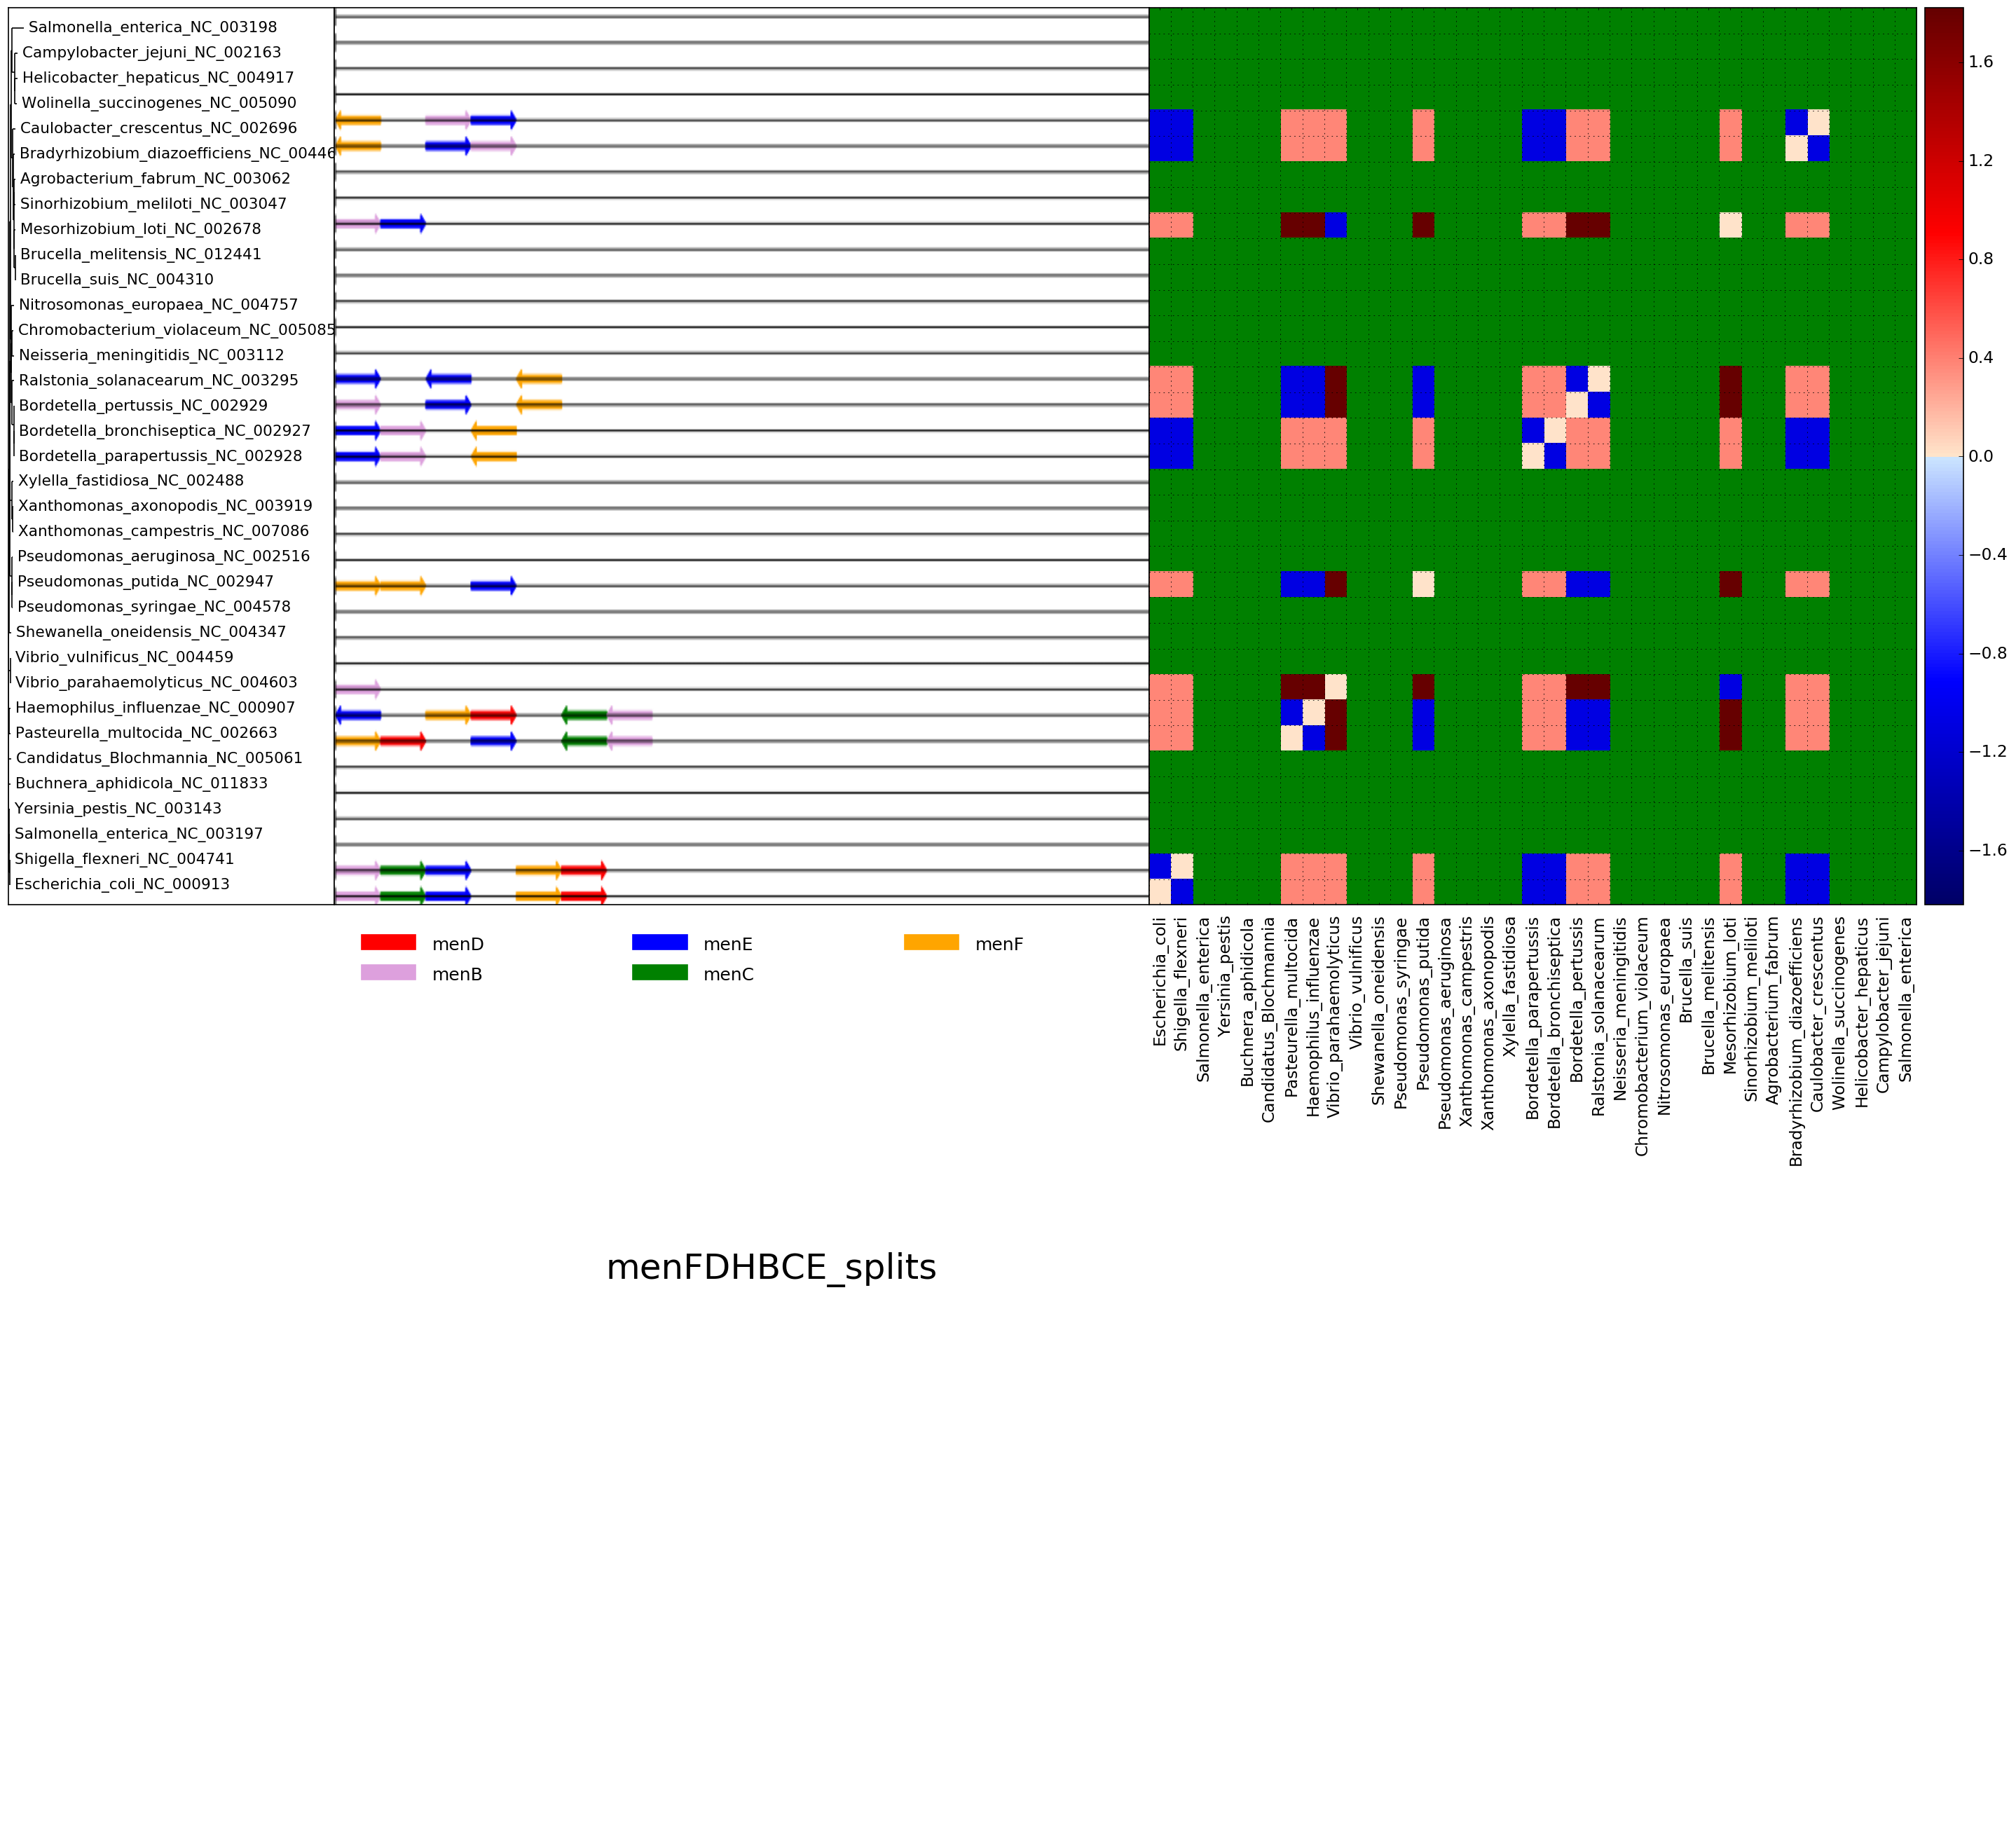 Salmonella_enterica_NC_003198
Campylobacter_jejuni_NC_002163
Helicobacter_hepaticus_NC_004917
Wolinella_succinogenes_NC_005090
Caulobacter_crescentus_NC_002696
Bradyrhizobium_diazoefficiens_NC_00446
Agrobacterium_fabrum_NC_003062
Sinorhizobium_meliloti_NC_003047
Mesorhizobium_loti_NC_002678
Brucella_melitensis_NC_012441
Brucella_suis_NC_004310
Nitrosomonas_europaea_NC_004757
Chromobacterium_violaceum_NC_005085
Neisseria_meningitidis_NC_003112
Ralstonia_solanacearum_NC_003295
Bordetella_pertussis_NC_002929
Bordetella_bronchiseptica_NC_002927
Bordetella_parapertussis_NC_002928
Xylella_fastidiosa_NC_002488
Xanthomonas_axonopodis_NC_003919
Xanthomonas_campestris_NC_007086
Pseudomonas_aeruginosa_NC_002516
Pseudomonas_putida_NC_002947
Pseudomonas_syringae_NC_004578
Shewanella_oneidensis_NC_004347
Vibrio_vulnificus_NC_004459
Vibrio_parahaemolyticus_NC_004603
Haemophilus_influenzae_NC_000907
Pasteurella_multocida_NC_002663
Candidatus_Blochmannia_NC_005061
Buchnera_aphidicola_NC_011833
Yersinia_pestis_NC_003143
Salmonella_enterica_NC_003197
Shigella_flexneri_NC_004741
Escherichia_coli_NC_000913
1.6
1.2
0.8
0.4
0.0
−0.4
−0.8
−1.2
−1.6
Escherichia_coli
Shigella_flexneri
Salmonella_enterica
Yersinia_pestis
Buchnera_aphidicola
Candidatus_Blochmannia
Pasteurella_multocida
Haemophilus_influenzae
Vibrio_parahaemolyticus
Vibrio_vulnificus
Shewanella_oneidensis
Pseudomonas_syringae
Pseudomonas_putida
Pseudomonas_aeruginosa
Xanthomonas_campestris
Xanthomonas_axonopodis
Xylella_fastidiosa
Bordetella_parapertussis
Bordetella_bronchiseptica
Bordetella_pertussis
Ralstonia_solanacearum
Neisseria_meningitidis
Chromobacterium_violaceum
Nitrosomonas_europaea
Brucella_suis
Brucella_melitensis
Mesorhizobium_loti
Sinorhizobium_meliloti
Agrobacterium_fabrum
Bradyrhizobium_diazoefficiens
Caulobacter_crescentus
Wolinella_succinogenes
Helicobacter_hepaticus
Campylobacter_jejuni
Salmonella_enterica
menD menE menF
menB menC
menFDHBCE_splits